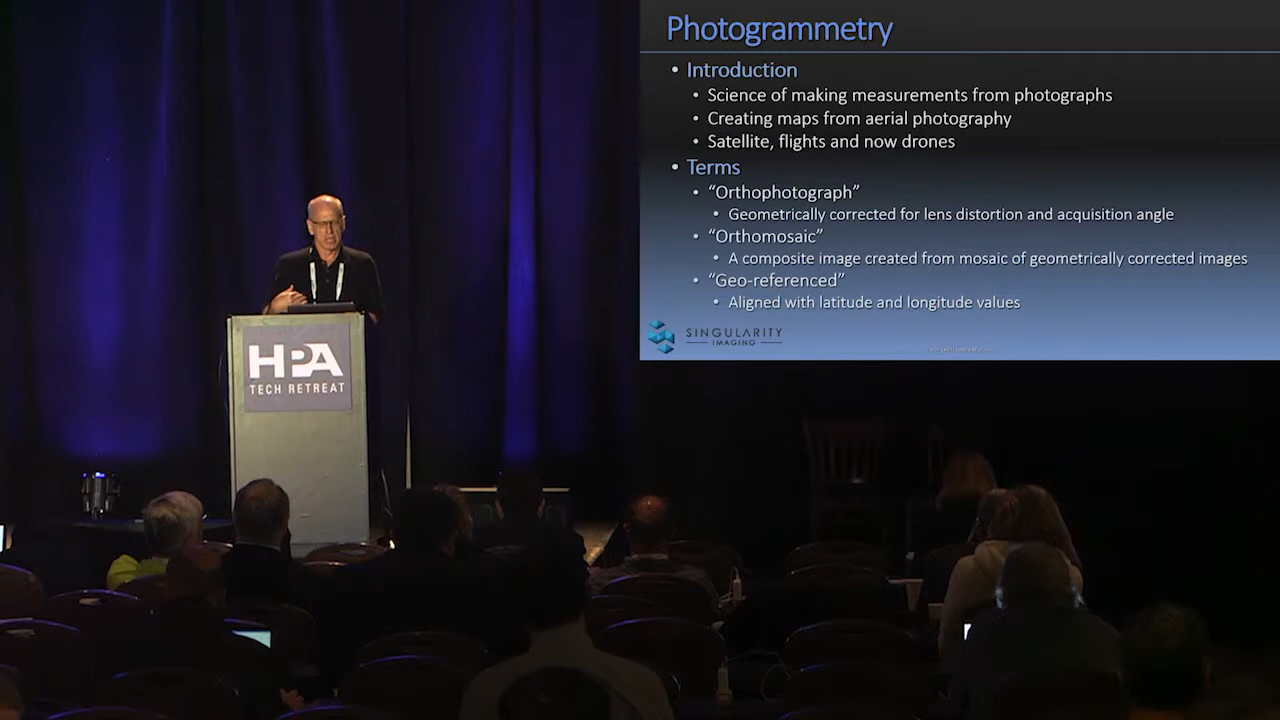 Photogrammetry
• Introduction
• Science of making measurements from photographs
• Creating maps from aerial photography
• Satellite, flights and now drones
• Terms
• “Orthophotograph”
• Geometrically corrected for lens distortion and acquisition angle
• “Orthomosaic”
• A composite image created from mosaic of geometrically corrected images
• “Geo-referenced”
• Aligned with latitude and longitude values
SINGULARITY
IMAGING
HPA
TECH RETREAT